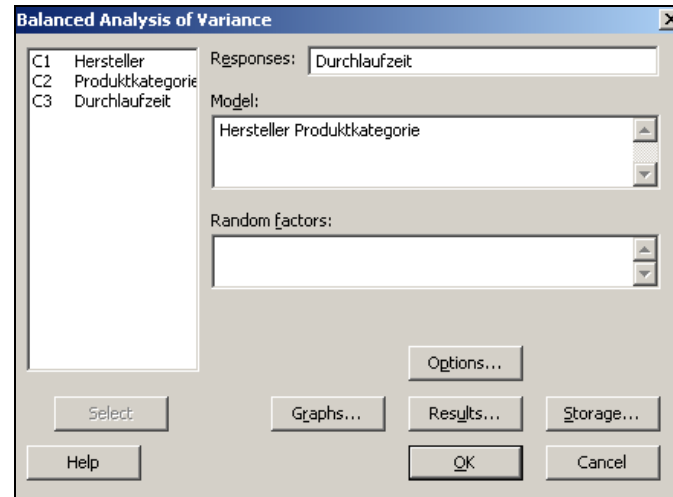 Balanced Analysis of Variance
C1 Hersteller
C2 Produktkategorie
C3 Durchlaufzeit
Responses: Durchlaufzeit
Model:
Hersteller Produktkategorie
Random factors:
Options...
Select
Graphs...
Results...
Storage...
Help
OK
Cancel